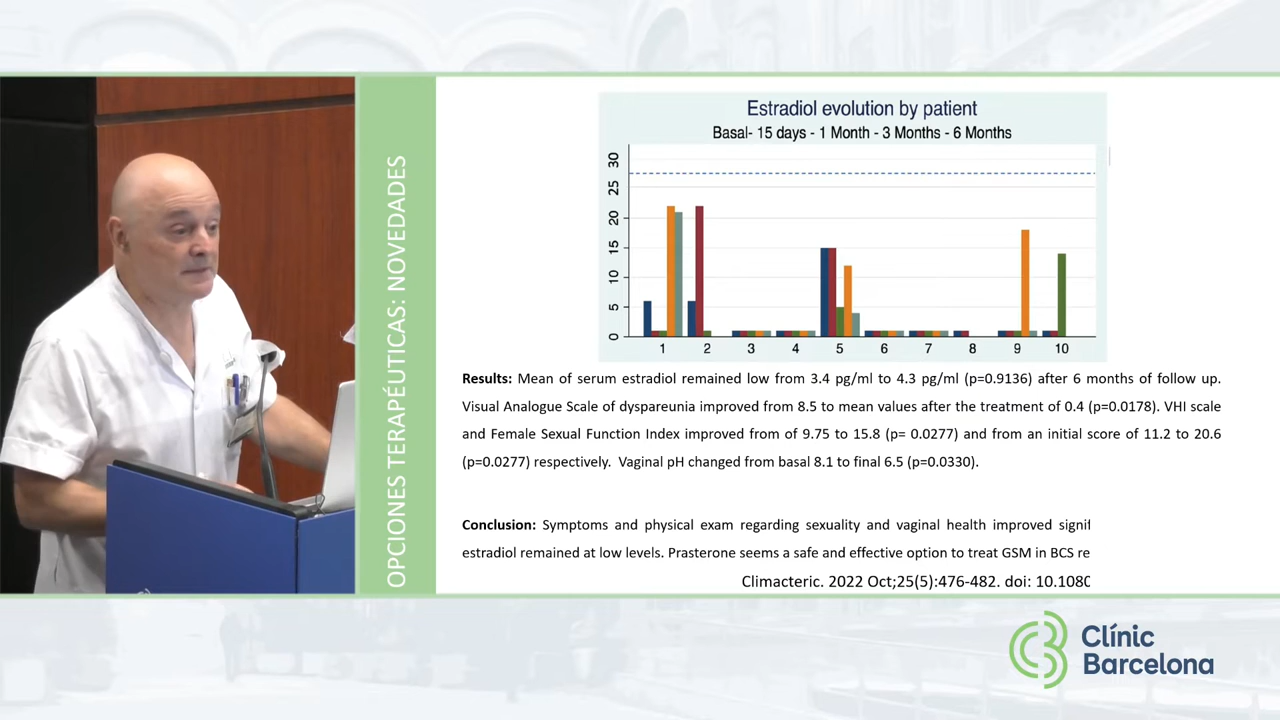 OPCIONES TERAPÉUTICAS: NOVEDADES
Estradiol evolution by patient
Basal- 15 days - 1 Month - 3 Months - 6 Months
30
25
20
15
10
5
0
1 2 3 4 5 6 7 8 9 10
Results: Mean of serum estradiol remained low from 3.4 pg/ml to 4.3 pg/ml (p=0.9136) after 6 months of follow up.
Visual Analogue Scale of dyspareunia improved from 8.5 to mean values after the treatment of 0.4 (p=0.0178). VHI scale
and Female Sexual Function Index improved from of 9.75 to 15.8 (p= 0.0277) and from an initial score of 11.2 to 20.6
(p=0.0277) respectively. Vaginal pH changed from basal 8.1 to final 6.5 (p=0.0330).
Conclusion: Symptoms and physical exam regarding sexuality and vaginal health improved signif
estradiol remained at low levels. Prasterone seems a safe and effective option to treat GSM in BCS re
Climacteric. 2022 Oct;25(5):476-482. doi: 10.108
Clínic
Barcelona